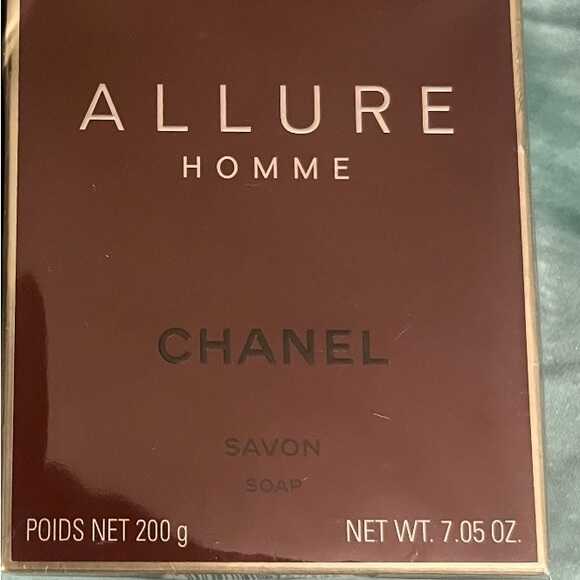 ALLURE
HOMME
CHANEL
SAVON
SOAP
POIDS NET 200 g NET WT. 7.05 OZ.